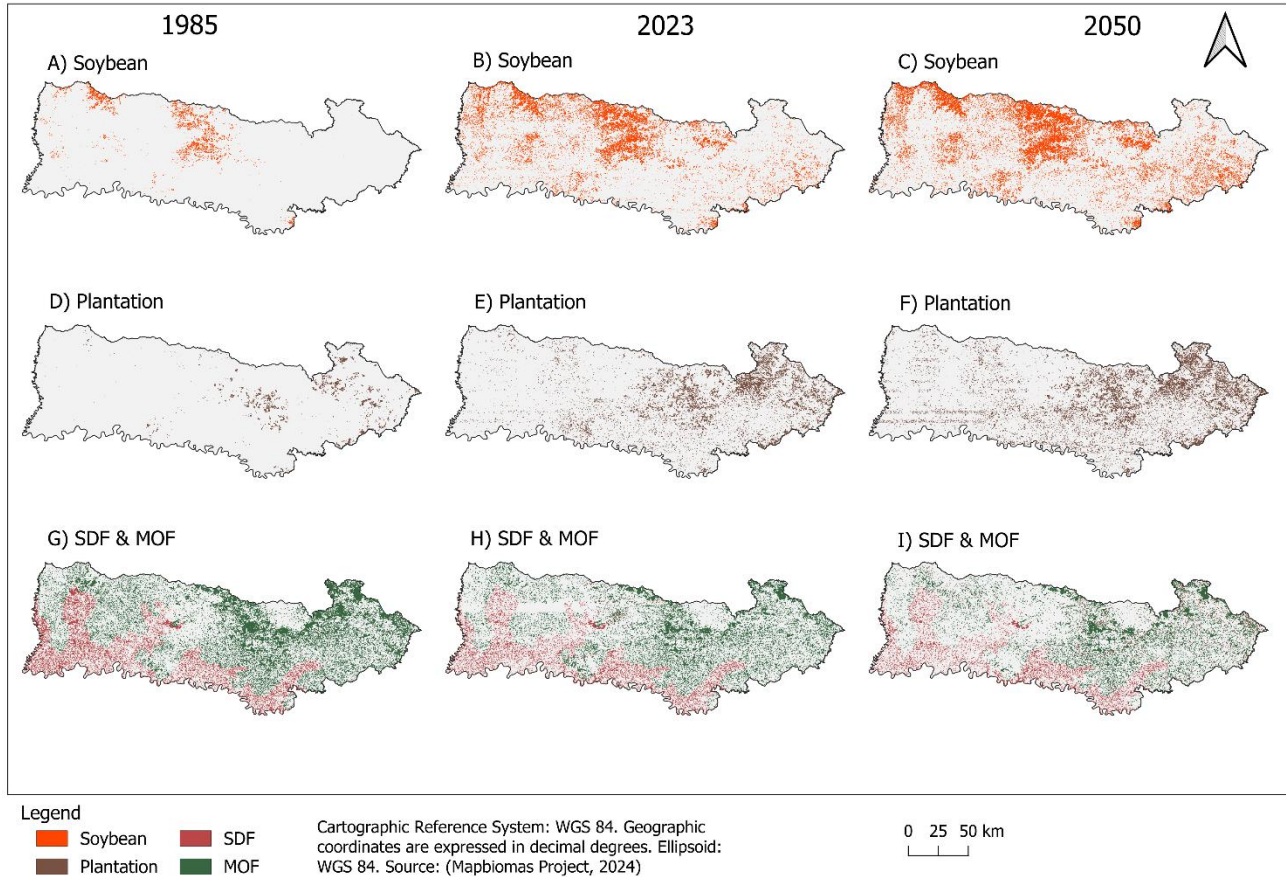 1985
2023
2050
A) Soybean
B) Soybean
C) Soybean
D) Plantation
E) Plantation
F) Plantation
G) SDF & MOF
H) SDF & MOF
I) SDF & MOF
Legend
Soybean
SDF
Plantation
MOF
Cartographic Reference System: WGS 84. Geographic
coordinates are expressed in decimal degrees. Ellipsoid:
WGS 84. Source: (Mapbiomas Project, 2024)
0 25 50 km